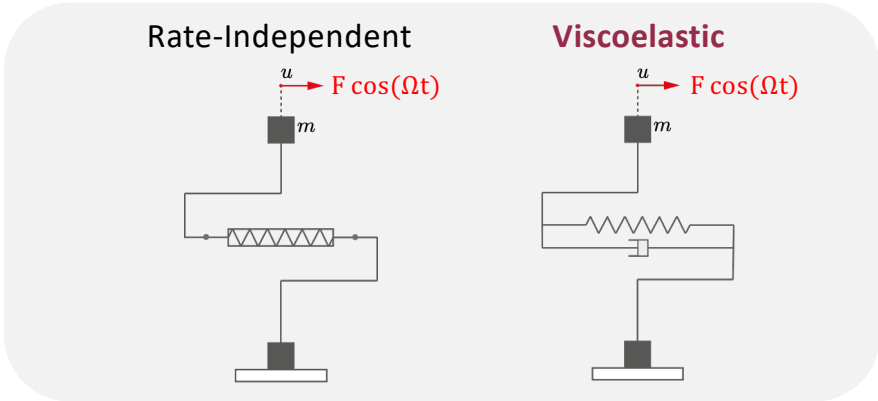 Rate-Independent
u
F cos(Ωt)
m
Viscoelastic
u
F cos(Ωt)
m